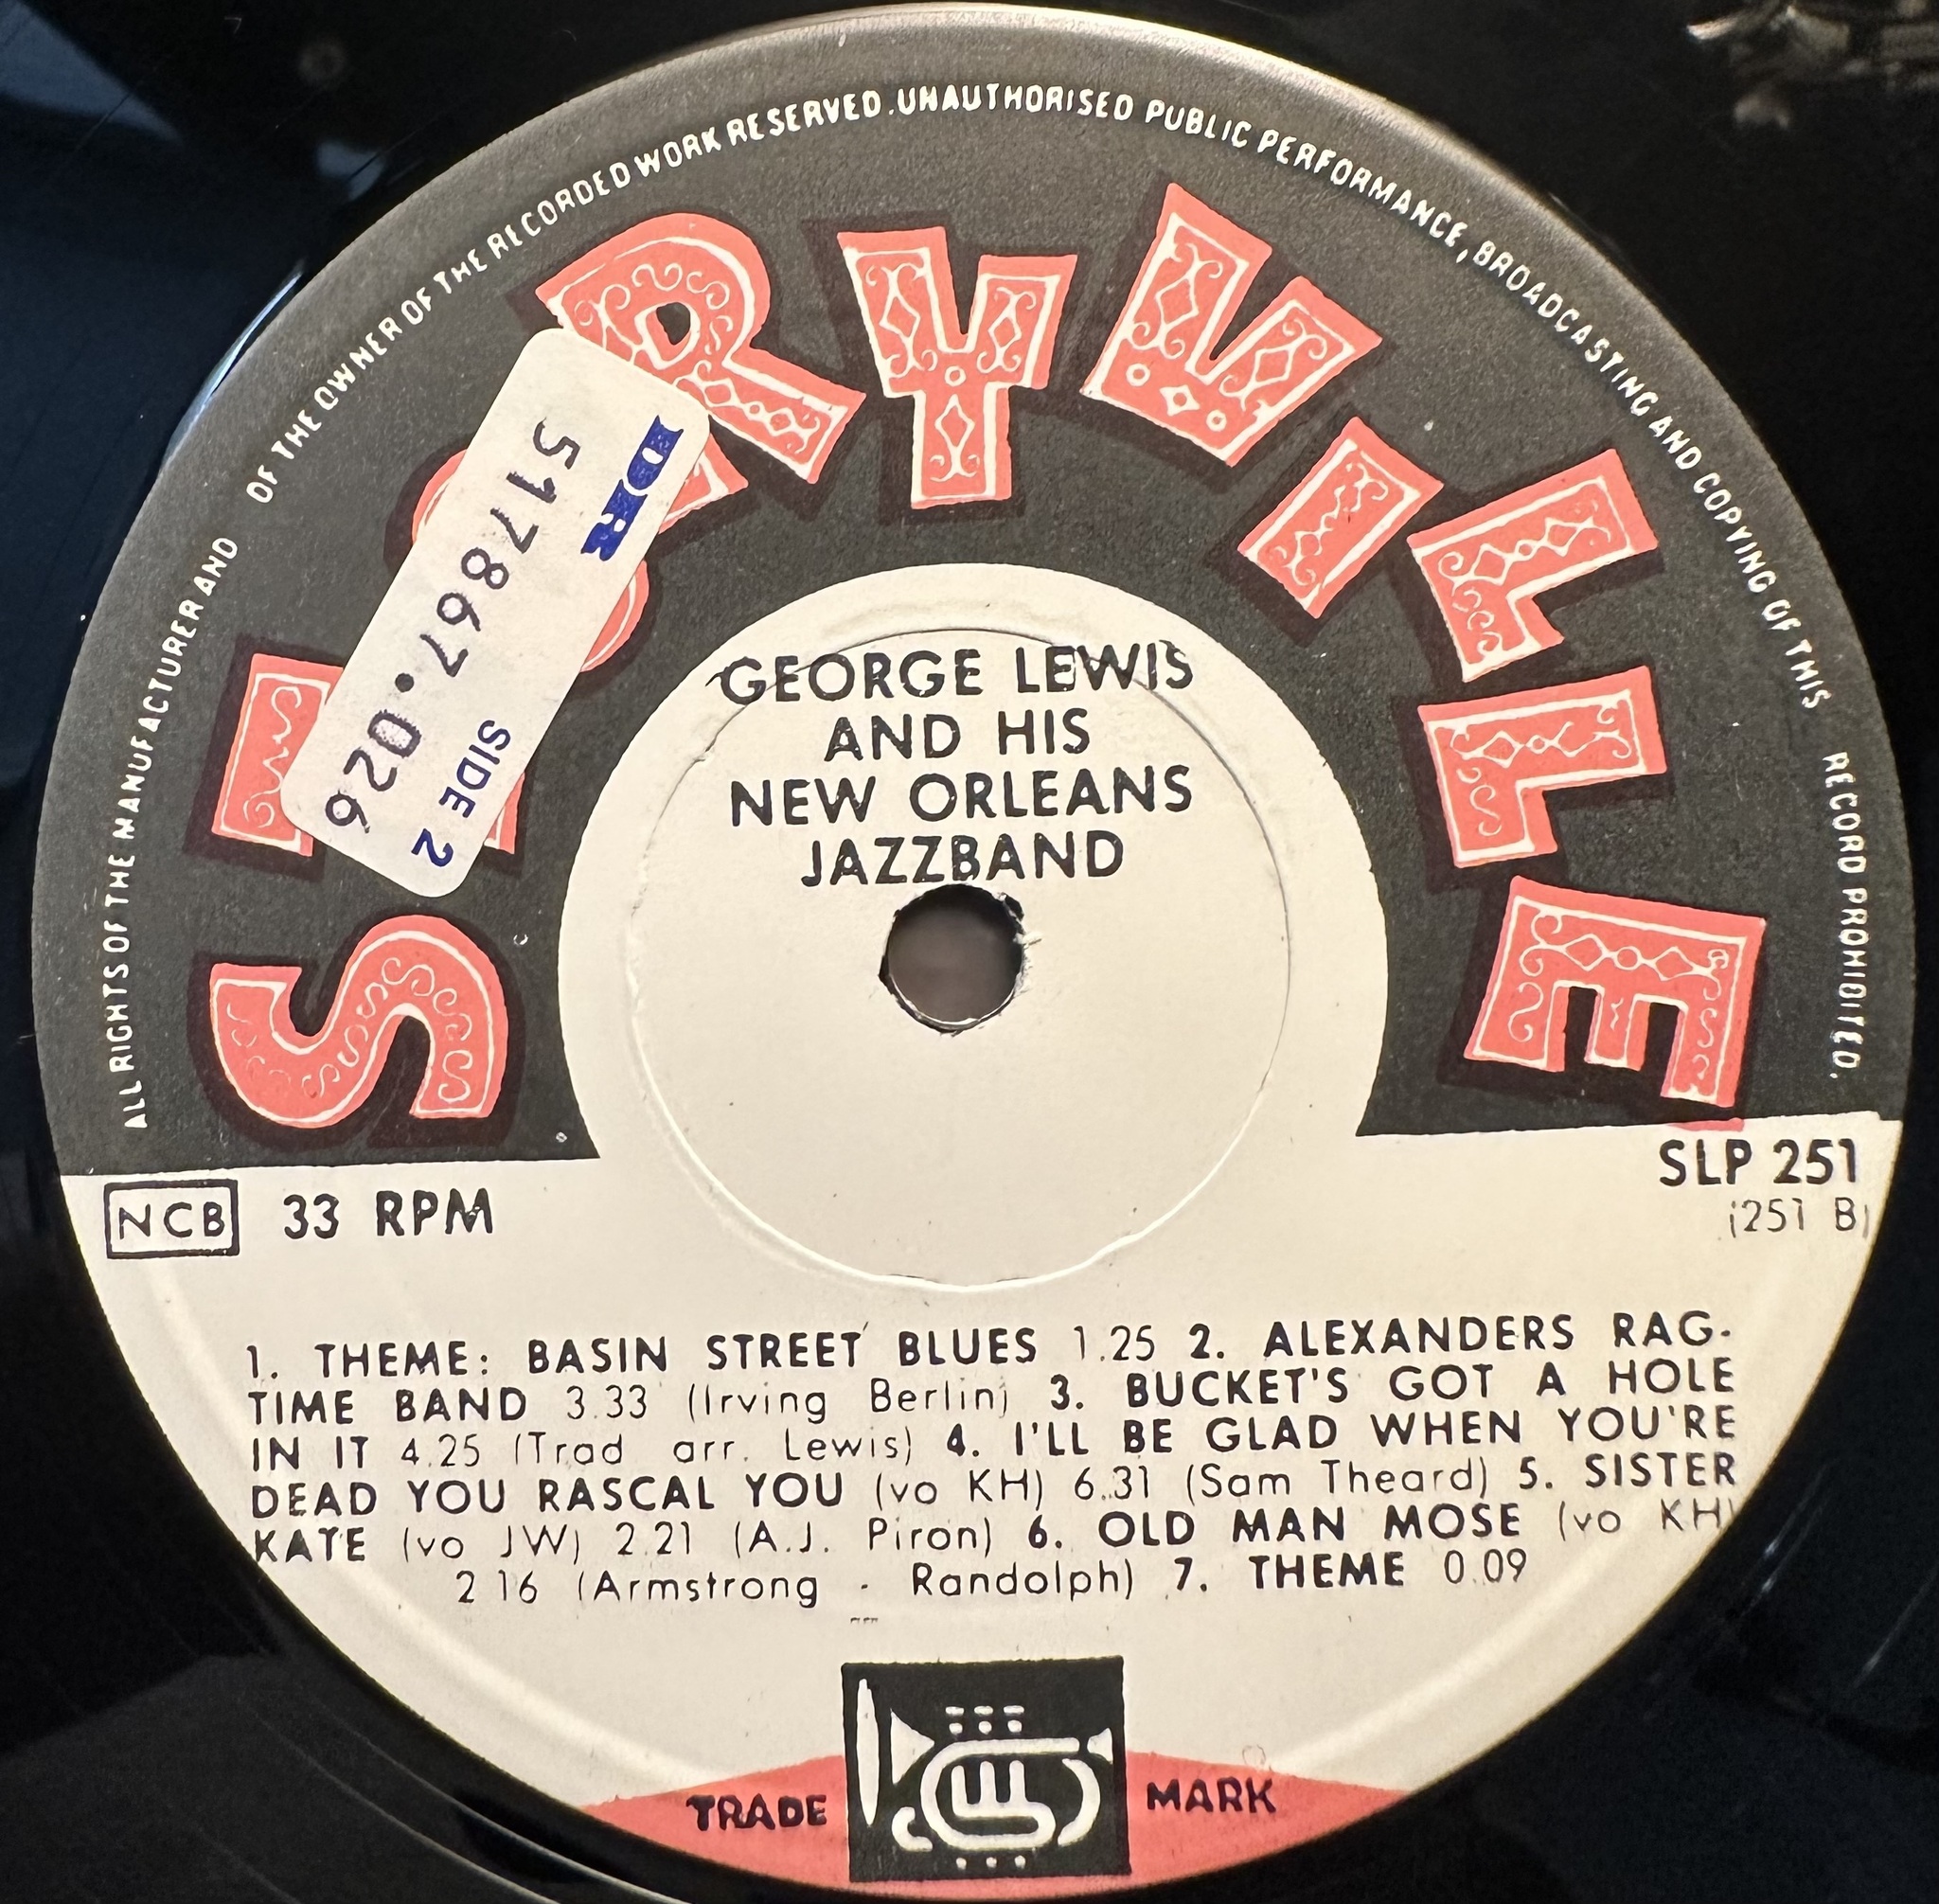 ALL RIGHTS OF THE MANUFACTURER AND OF THE OWNER OF THE RECORDED WORK RESERVED. UNAUTHORISED PUBLIC PERFORMANCE, BROADCASTING AND COPYING OF THIS RECORD PROHIBITED.
S RYVILLE
DR
517867.026
SIDE 2
GEORGE LEWIS
AND HIS
NEW ORLEANS
JAZZBAND
NCB 33 RPM
SLP 251
(251 B)
1. THEME: BASIN STREET BLUES 1.25 2. ALEXANDERS RAG-
TIME BAND 3.33 (Irving Berlin) 3. BUCKET'S GOT A HOLE
IN IT 4.25 (Trad arr. Lewis) 4. I'LL BE GLAD WHEN YOU'RE
DEAD YOU RASCAL YOU (vo KH) 6.31 (Sam Theard) 5. SISTER
KATE (vo JW) 2.21 (A.J. Piron) 6. OLD MAN MOSE (vo KH)
2 16 (Armstrong - Randolph) 7. THEME 0.09
TRADE MARK